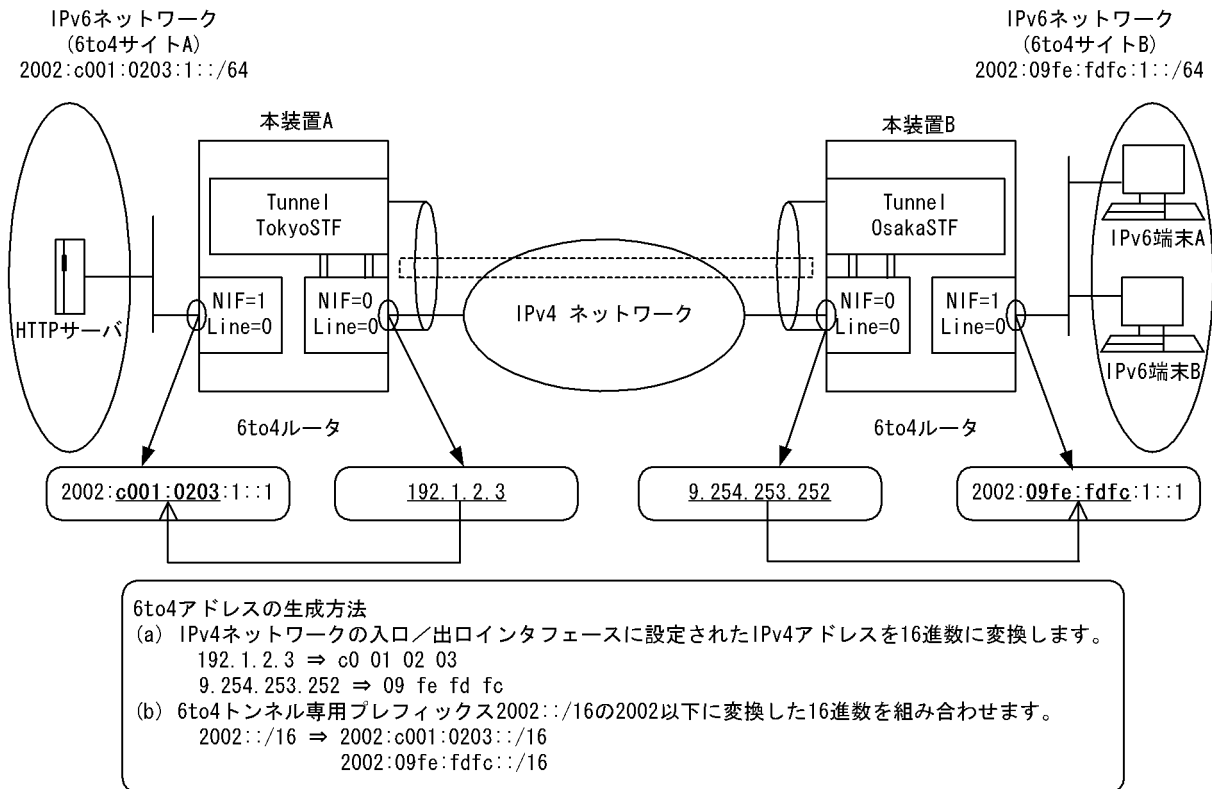 IPv6ネットワーク
(6to4サイトA)
2002:c001:0203:1::/64
IPv6ネットワーク
(6to4サイトB)
2002:09fe:fdfc:1::/64
本装置A
本装置B
Tunnel
TokyoSTF
Tunnel
OsakaSTF
HTTPサーバ
NIF=1
Line=0
NIF=0
Line=0
IPv4 ネットワーク
NIF=0
Line=0
NIF=1
Line=0
IPv6端末A
IPv6端末B
6to4ルータ
6to4ルータ
2002:c001:0203:1::1
192.1.2.3
9.254.253.252
2002:09fe:fdfc:1::1
6to4アドレスの生成方法
(a) IPv4ネットワークの入口／出口インタフェースに設定されたIPv4アドレスを16進数に変換します。
192.1.2.3 ⇒ c0 01 02 03
9.254.253.252 ⇒ 09 fe fd fc
(b) 6to4トンネル専用プレフィックス2002::/16の2002以下に変換した16進数を組み合わせます。
2002::/16 ⇒ 2002:c001:0203::/16
2002:09fe:fdfc::/16